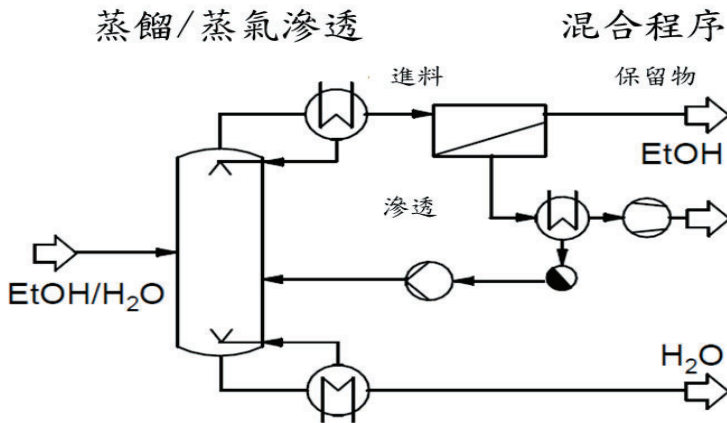 蒸餾/蒸氣滲透 混合程序
進料 保留物
EtOH
滲透
EtOH/H₂O
H₂O